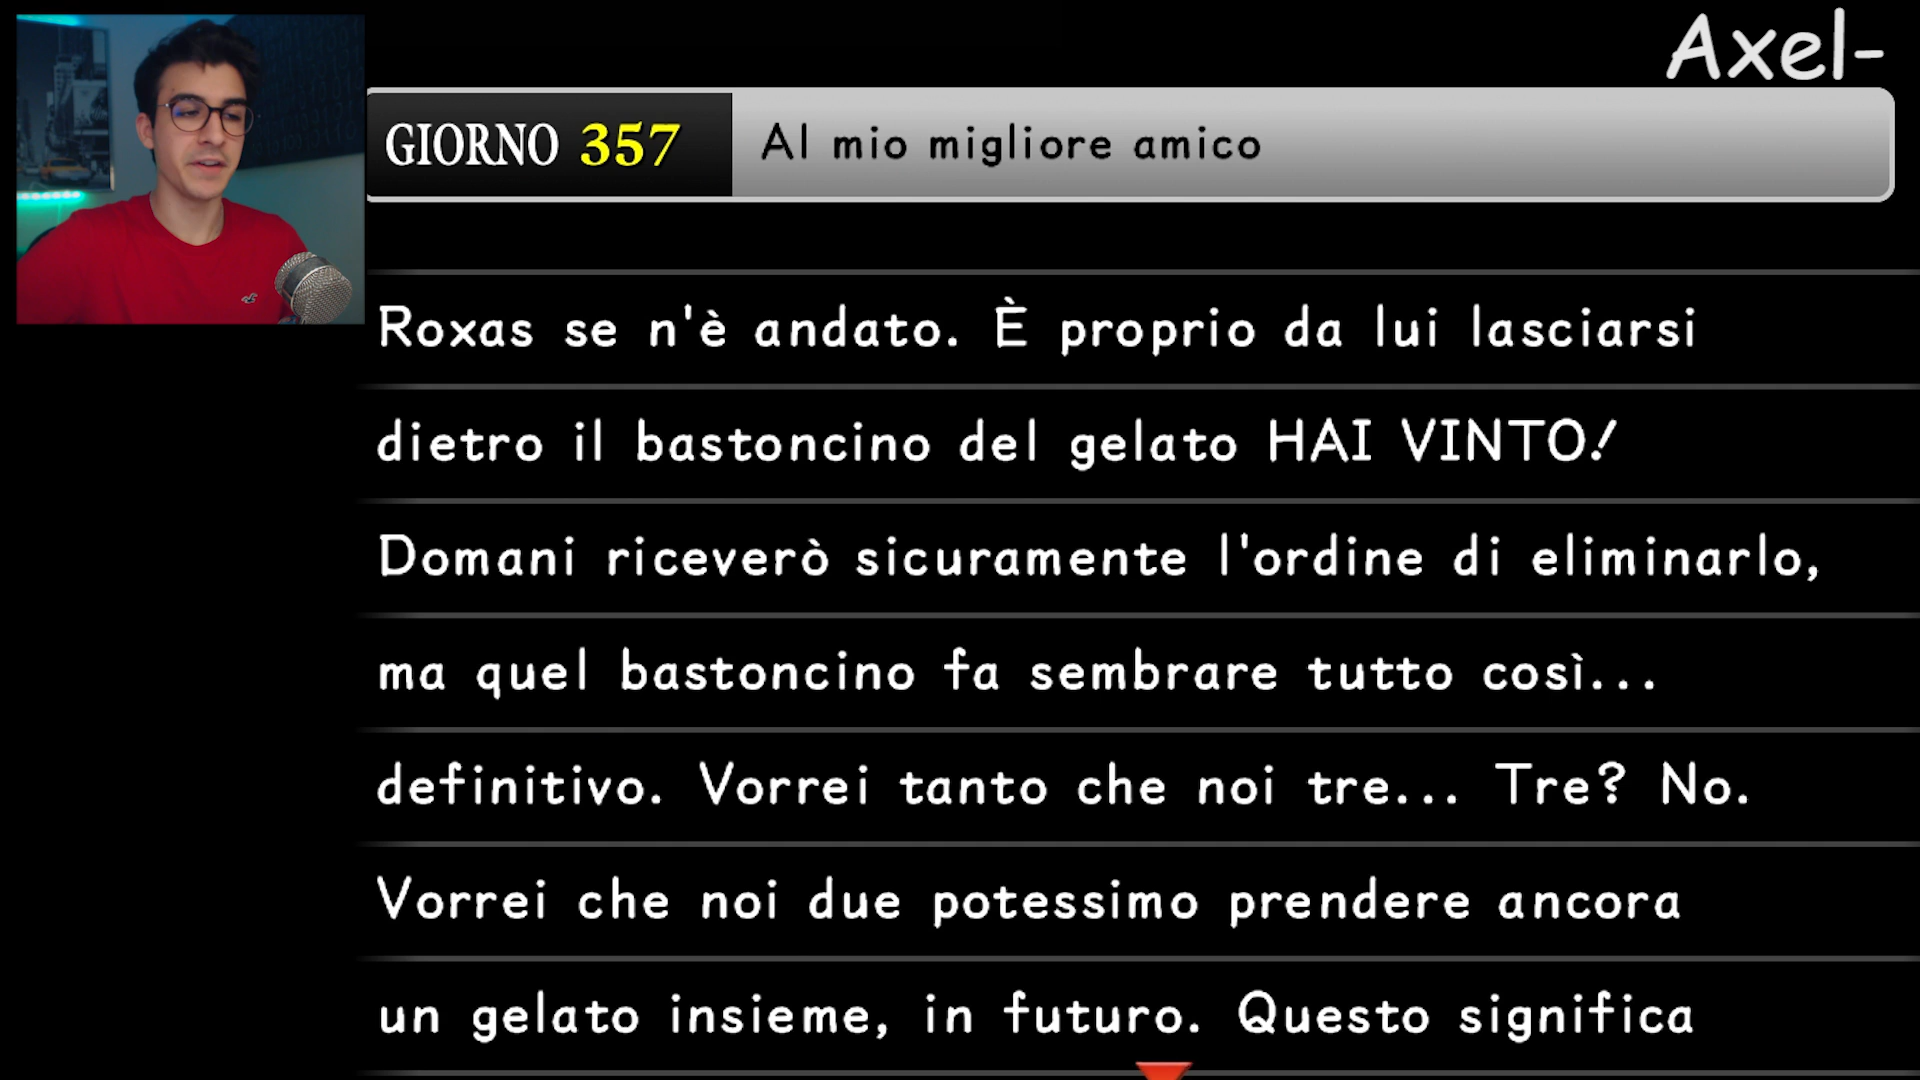 Axel-
GIORNO 357 Al mio migliore amico
Roxas se n'è andato. È proprio da lui lasciarsi
dietro il bastoncino del gelato HAI VINTO!
Domani riceverò sicuramente l'ordine di eliminarlo,
ma quel bastoncino fa sembrare tutto così...
definitivo. Vorrei tanto che noi tre... Tre? No.
Vorrei che noi due potessimo prendere ancora
un gelato insieme, in futuro. Questo significa